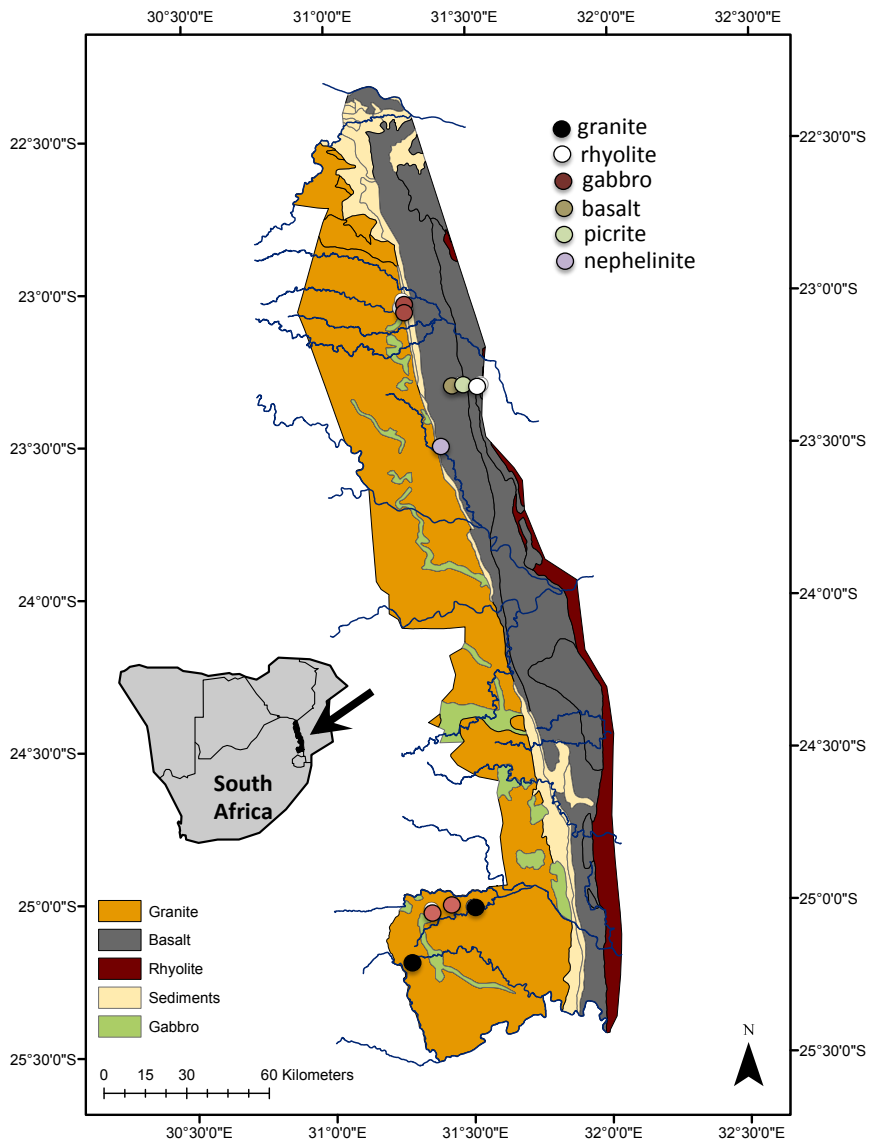 30°30'0"E 31°0'0"E 31°30'0"E 32°0'0"E 32°30'0"E
granite
rhyolite
gabbro
basalt
picrite
nephelinite
22°30'0"S 22°30'0"S
23°0'0"S 23°0'0"S
23°30'0"S 23°30'0"S
24°0'0"S 24°0'0"S
24°30'0"S 24°30'0"S
South
Africa
25°0'0"S 25°0'0"S
Granite
Basalt
Rhyolite
Sediments
Gabbro
25°30'0"S 25°30'0"S
N
0 15 30 60 Kilometers
30°30'0"E 31°0'0"E 31°30'0"E 32°0'0"E 32°30'0"E